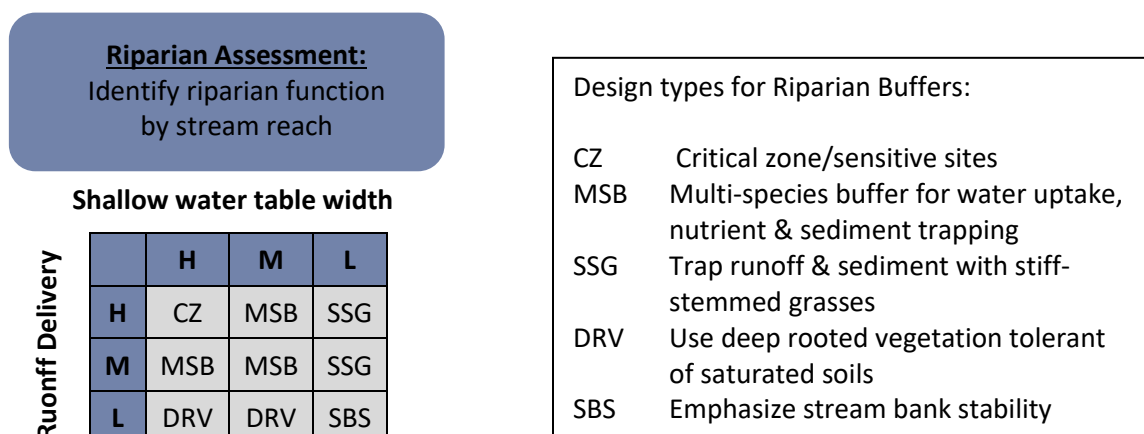 Riparian Assessment:
Identify riparian function
by stream reach
Shallow water table width
Ruonff Delivery
H M L
H CZ MSB SSG
M MSB MSB SSG
L DRV DRV SBS
Design types for Riparian Buffers:
CZ Critical zone/sensitive sites
MSB Multi-species buffer for water uptake,
nutrient & sediment trapping
SSG Trap runoff & sediment with stiff-
stemmed grasses
DRV Use deep rooted vegetation tolerant
of saturated soils
SBS Emphasize stream bank stability